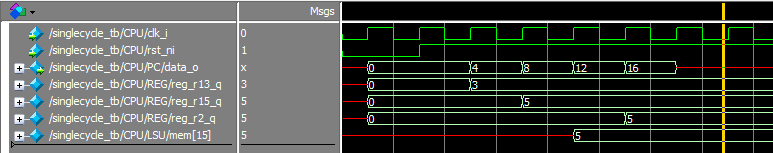 Msgs
/singlecycle_tb/CPU/clk_i 0
/singlecycle_tb/CPU/rst_ni 1
/singlecycle_tb/CPU/PC/data_o x 0 4 8 12 16
/singlecycle_tb/CPU/REG/reg_r13_q 3 0 3
/singlecycle_tb/CPU/REG/reg_r15_q 5 0 5
/singlecycle_tb/CPU/REG/reg_r2_q 5 0 5
/singlecycle_tb/CPU/LSU/mem[15] 5 5